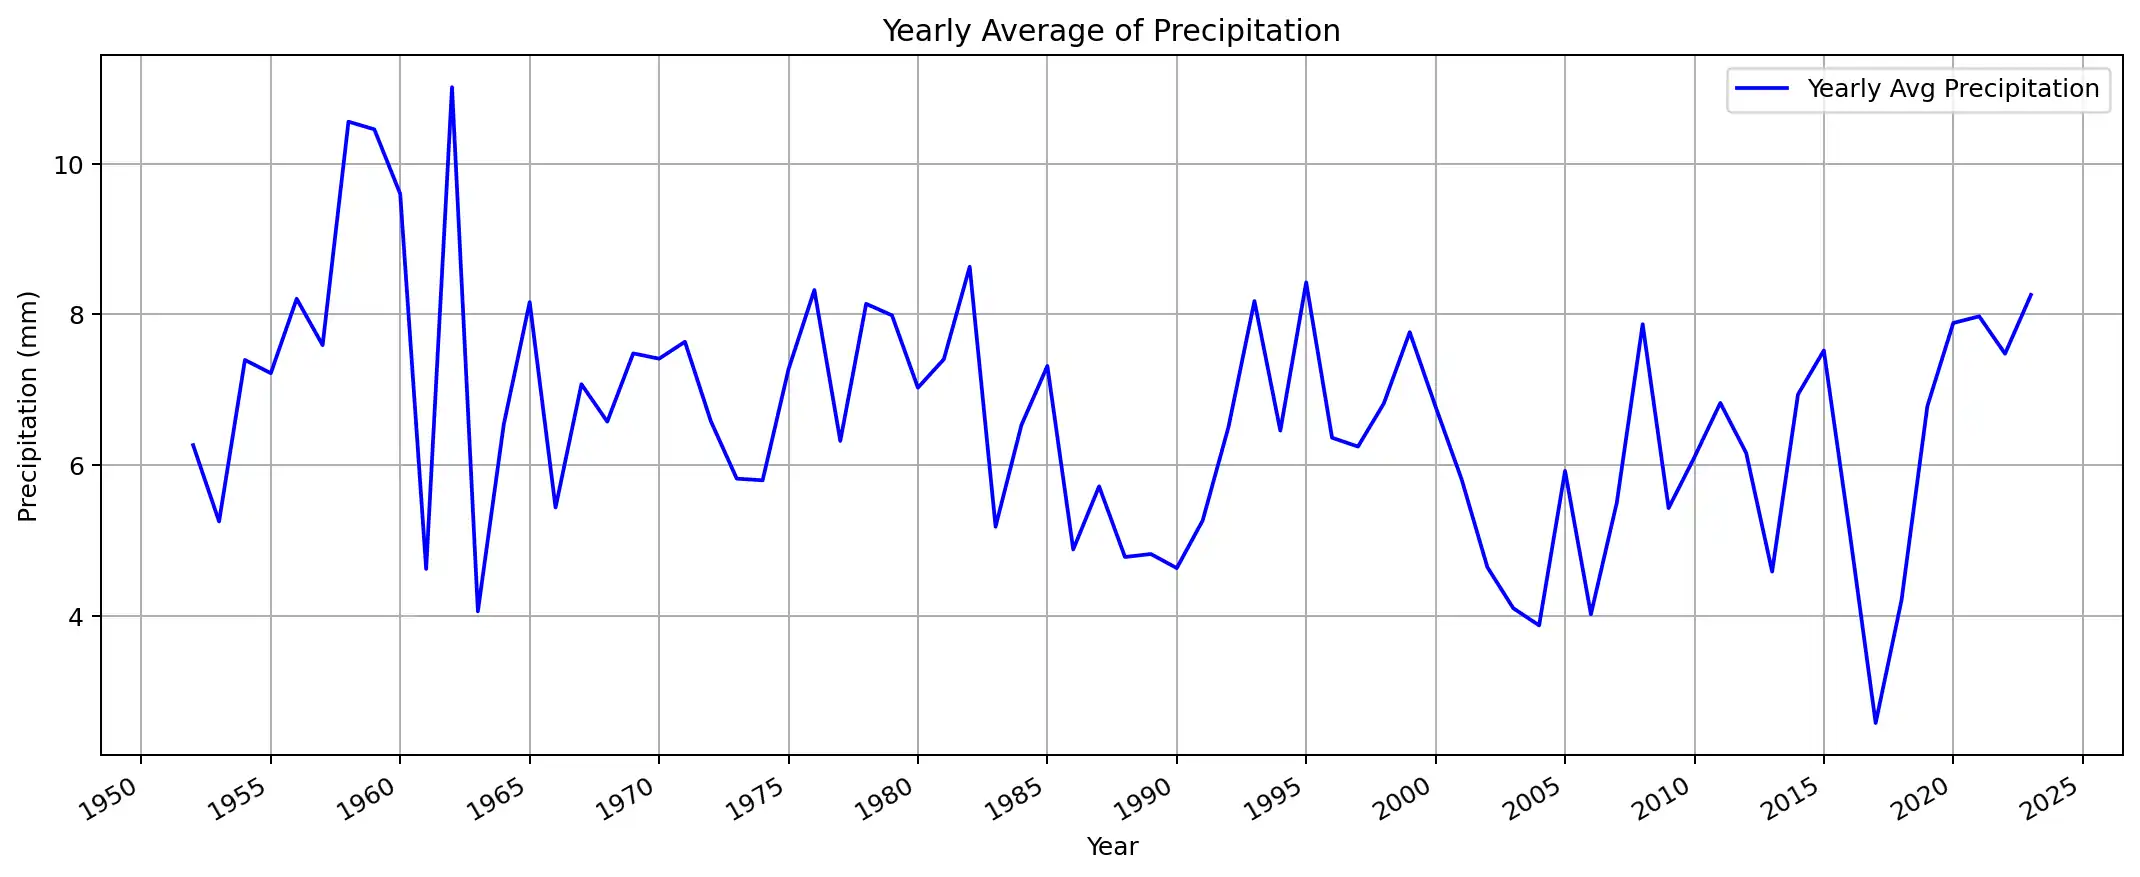 Yearly Average of Precipitation
Yearly Avg Precipitation
Precipitation (mm)
10
8
6
4
1950 1955 1960 1965 1970 1975 1980 1985 1990 1995 2000 2005 2010 2015 2020 2025
Year